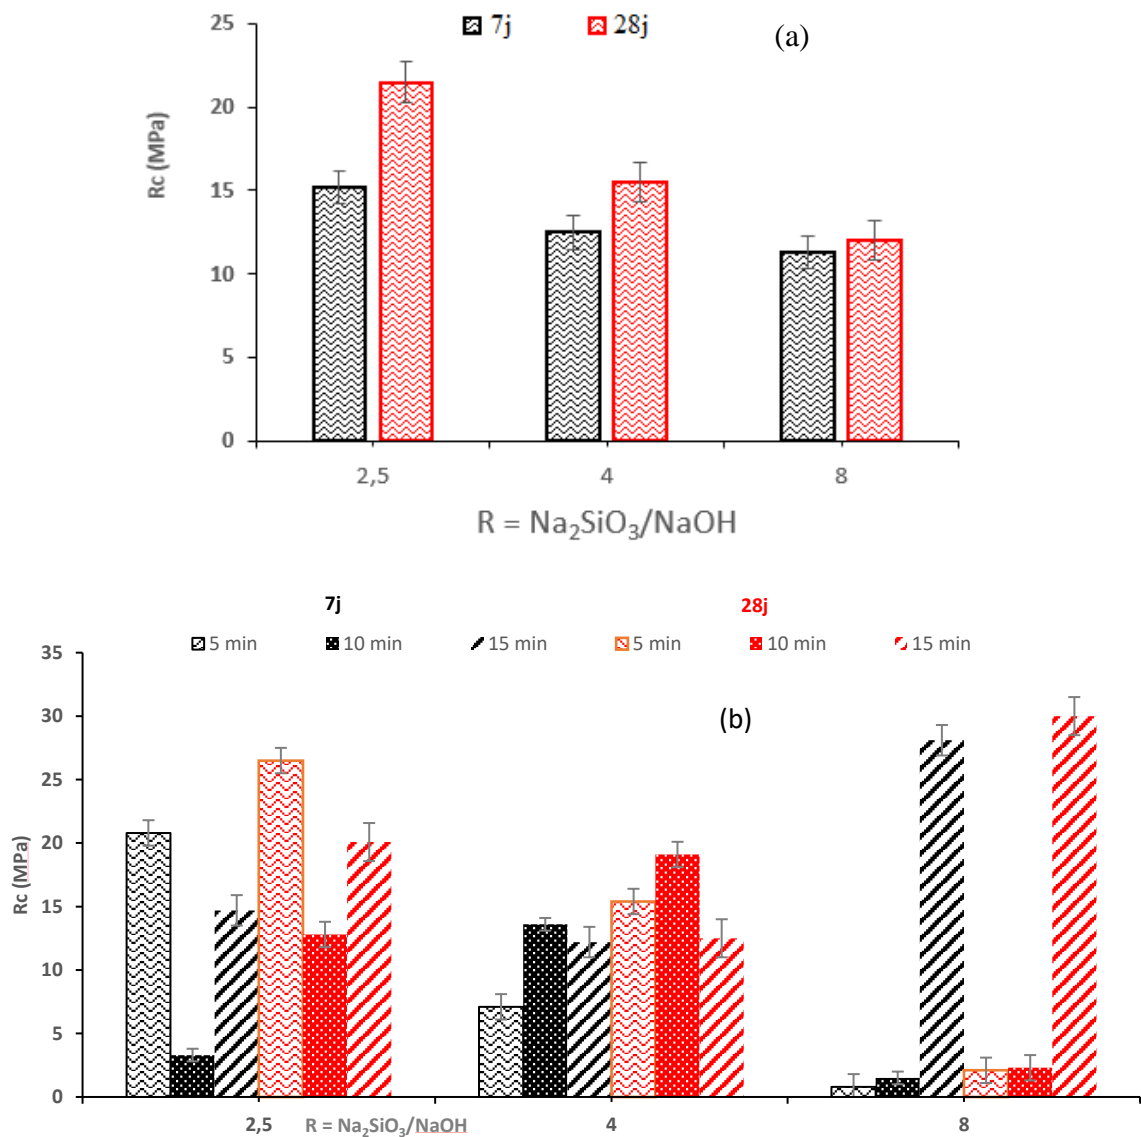 25
7j
28j
(a)
20
15
10
5
0
Rc (MPa)
2,5
4
8
R = Na₂SiO₃/NaOH
7j
28j
5 min
10 min
15 min
5 min
10 min
15 min
35
30
25
20
15
10
5
0
(b)
Rc (MPa)
2,5
R = Na₂SiO₃/NaOH
4
8